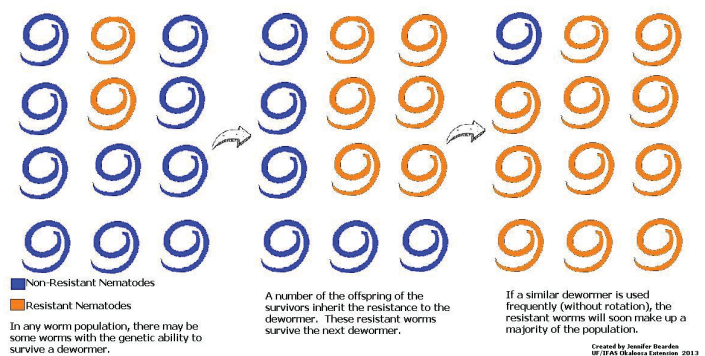 Non-Resistant Nematodes
Resistant Nematodes
In any worm population, there may be
some worms with the genetic ability to
survive a dewormer.
A number of the offspring of the
survivors inherit the resistance to the
dewormer. These resistant worms
survive the next dewormer.
If a similar dewormer is used
frequently (without rotation), the
resistant worms will soon make up a
majority of the population.
Created by Jennifer Bearden
UF/IFAS Okaloosa Extension 2013